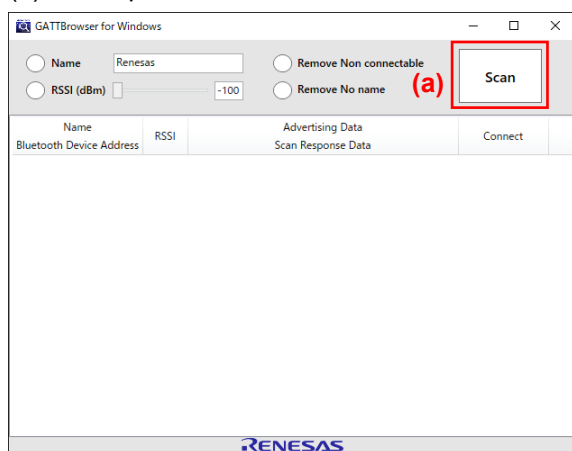 GATTBrowser for Windows
Name Renesas Remove Non connectable
RSSI (dBm) -100 Remove No name
(a)
Scan
Name
Bluetooth Device Address
RSSI
Advertising Data
Scan Response Data
Connect
RENESAS